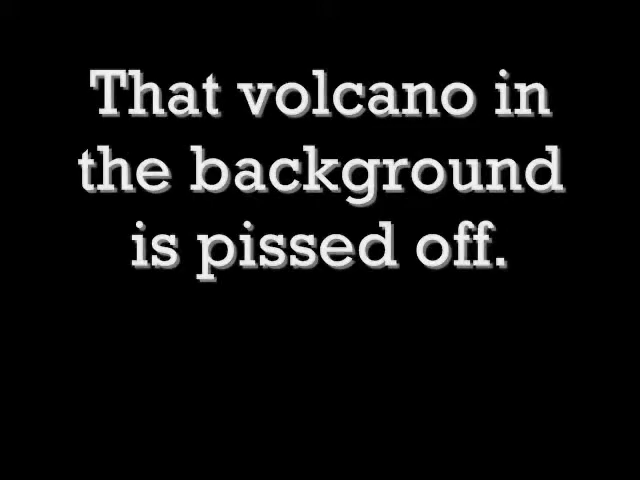 That volcano in
the background
is pissed off.